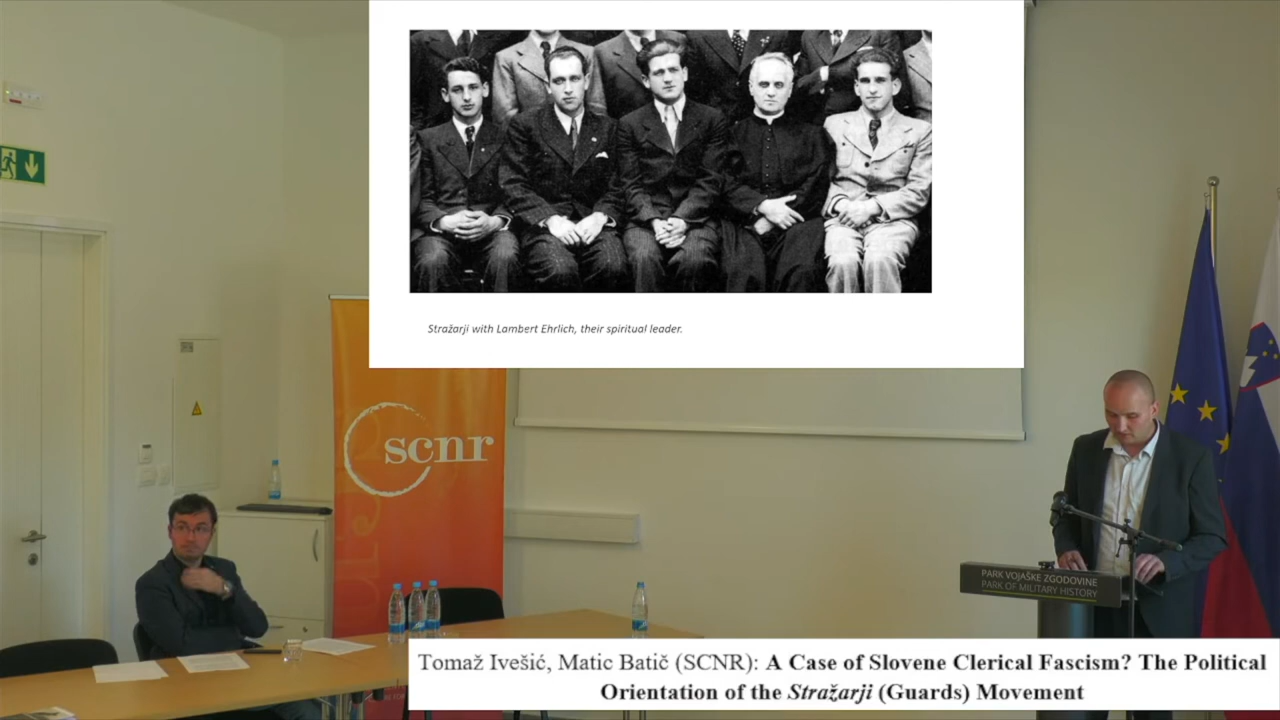 Stražarji with Lambert Ehrlich, their spiritual leader.
scnr
PARK VOJAŠKE ZGODOVINE
PARK OF MILITARY HISTORY
Tomaž Ivešić, Matic Batič (SCNR): A Case of Slovene Clerical Fascism? The Political
Orientation of the Stražarji (Guards) Movement